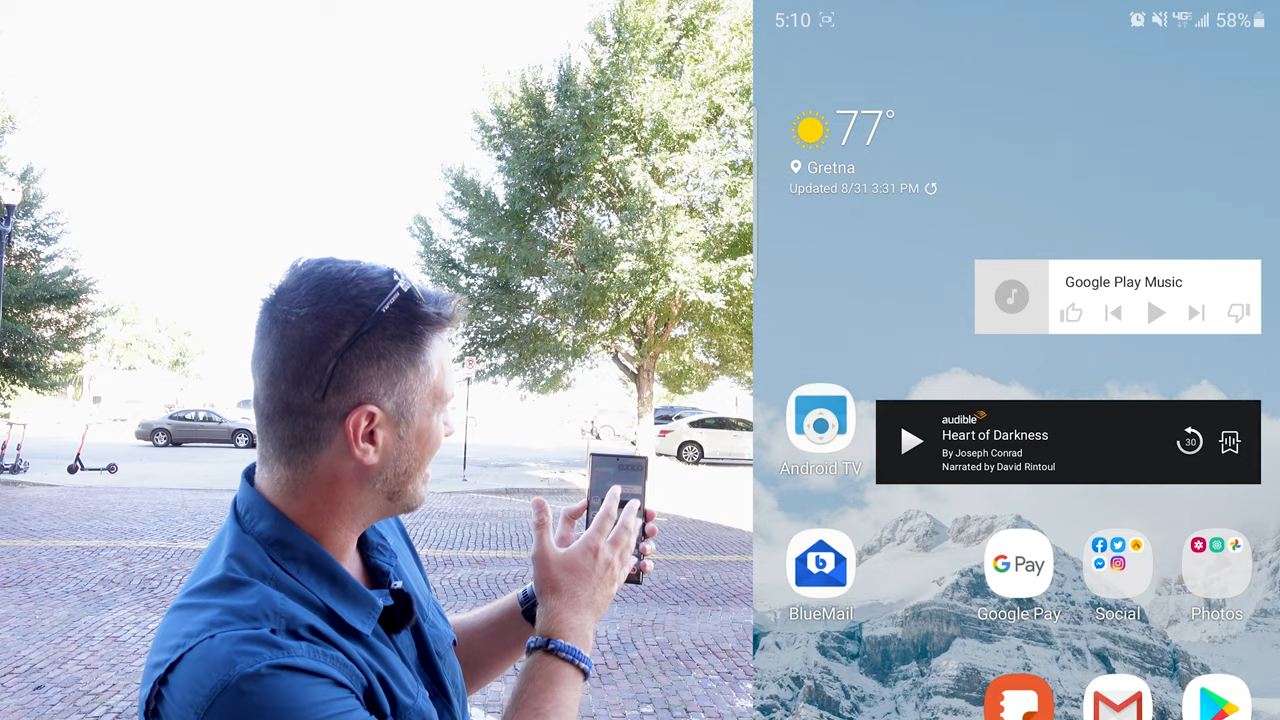 5:10
4G
58%
77°
Gretna
Updated 8/31 3:31 PM
Google Play Music
audible
Heart of Darkness
30
By Joseph Conrad
Narrated by David Rintoul
Android TV
G Pay
BlueMail
Google Pay
Social
Photos